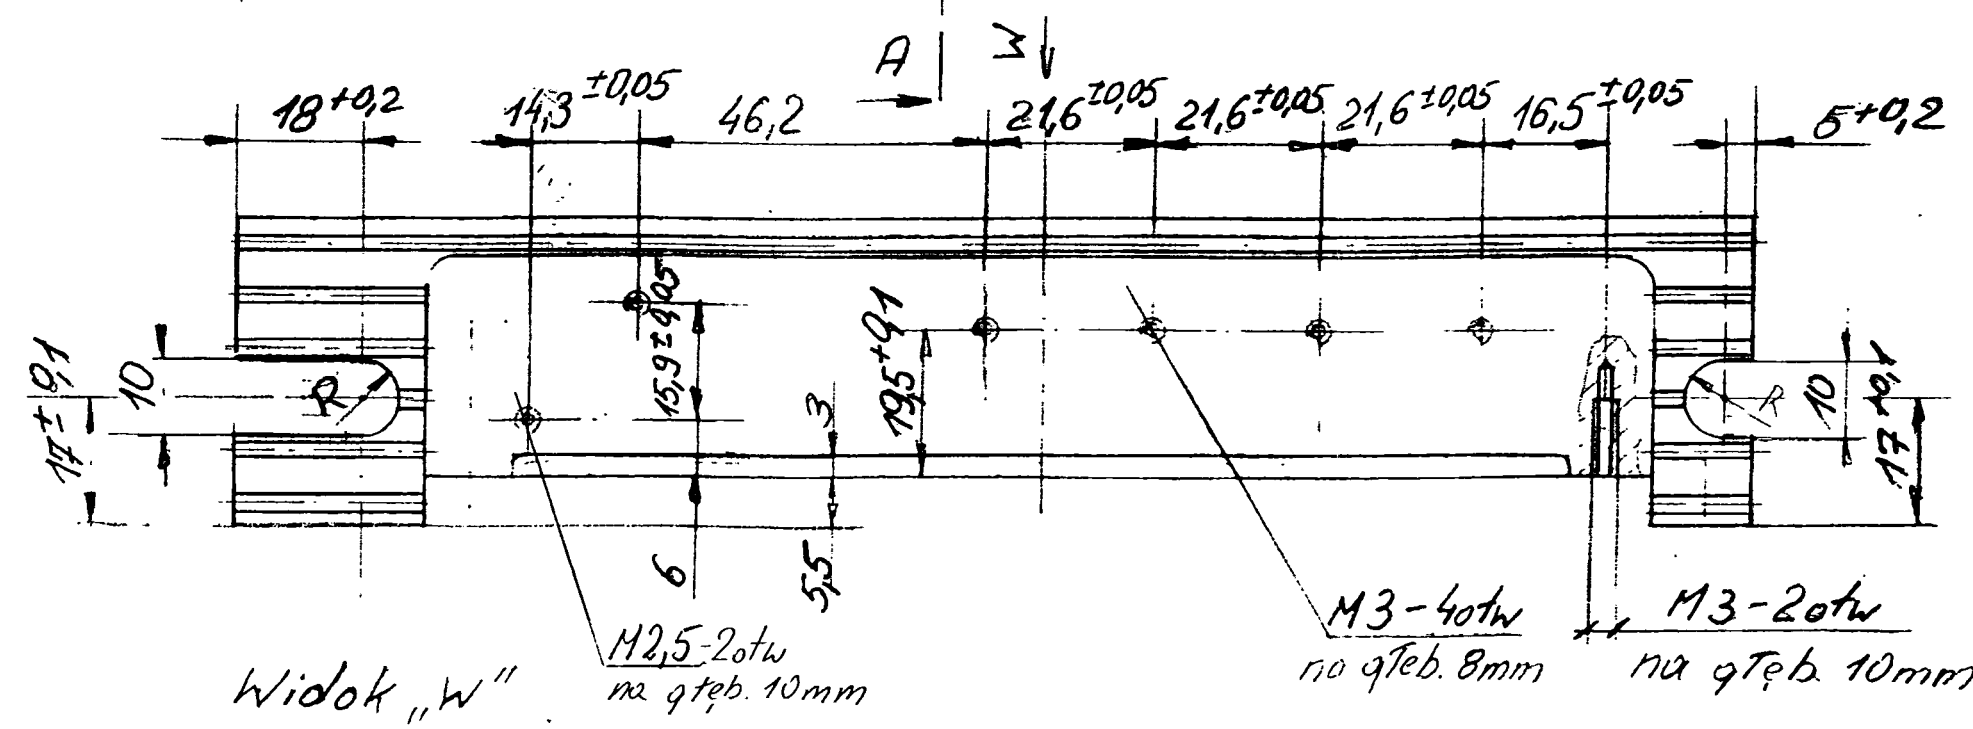 A W
18+0,2 14,3±0,05 46,2 21,6±0,05 21,6±0,05 21,6±0,05 16,5±0,05 5+0,2
17±0,1 10 R 15,9±0,05 3 19,5+0,1 R 10 17±0,1
6 5,5
M2,5-2otw
na głęb. 10mm
M3-4otw
na głeb. 8mm
M3-2otw
na głęb. 10mm
Widok „W"